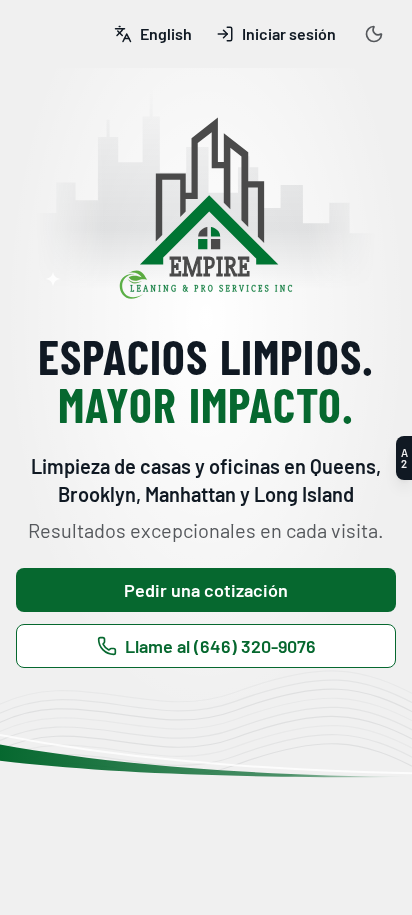 English
Iniciar sesión
EMPIRE
LEANING & PRO SERVICES INC
ESPACIOS LIMPIOS.
MAYOR IMPACTO.
A
2
Limpieza de casas y oficinas en Queens,
Brooklyn, Manhattan y Long Island
Resultados excepcionales en cada visita.
Pedir una cotización
Llame al (646) 320-9076